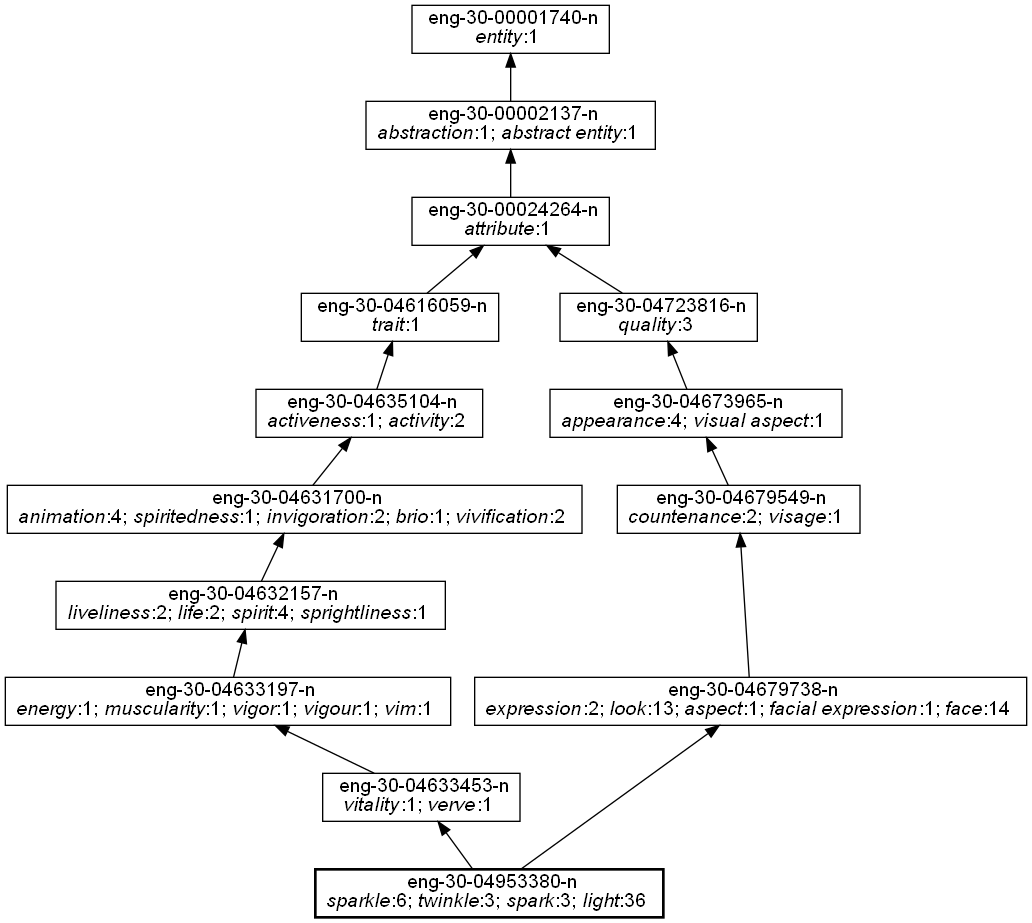 eng-30-00001740-n
entity:1
eng-30-00002137-n
abstraction:1; abstract entity:1
eng-30-00024264-n
attribute:1
eng-30-04616059-n
trait:1
eng-30-04723816-n
quality:3
eng-30-04635104-n
activeness:1; activity:2
eng-30-04673965-n
appearance:4; visual aspect:1
eng-30-04631700-n
animation:4; spiritedness:1; invigoration:2; brio:1; vivification:2
eng-30-04679549-n
countenance:2; visage:1
eng-30-04632157-n
liveliness:2; life:2; spirit:4; sprightliness:1
eng-30-04633197-n
energy:1; muscularity:1; vigor:1; vigour:1; vim:1
eng-30-04679738-n
expression:2; look:13; aspect:1; facial expression:1; face:14
eng-30-04633453-n
vitality:1; verve:1
eng-30-04953380-n
sparkle:6; twinkle:3; spark:3; light:36